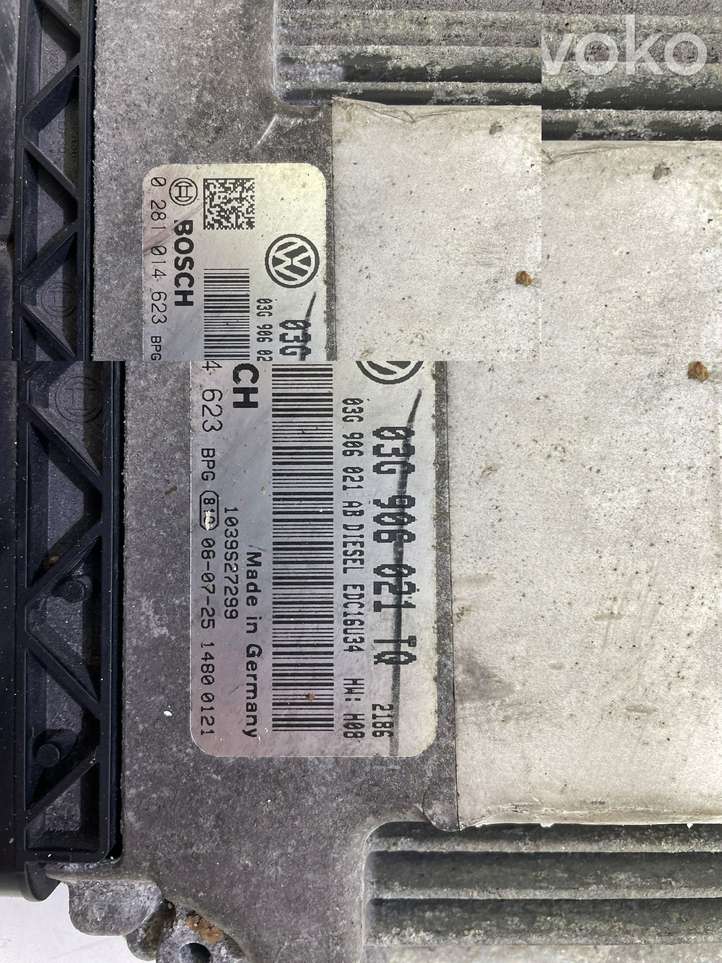 voko
BOSCH
0 281 014 623 BPG
03G 906 02
03G
CH
4 623 BPG 06-07-25 1480 0121
1039S27299
Made in Germany
03G 906 021 AB DIESEL EDC16U34 HW: H08
03G 906 021 TQ 2186